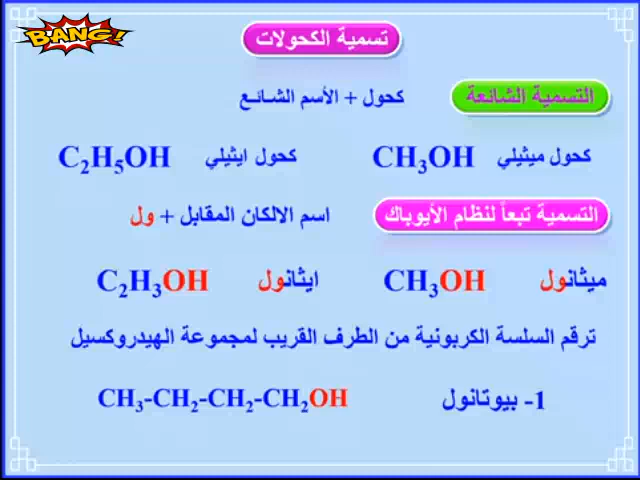 BANG!
تسمية الكحولات
التسمية الشائعة كحول + الأسم الشائع
كحول ميثيلي CH₃OH كحول ايثيلي C₂H₅OH
التسمية تبعاً لنظام الأيوباك اسم الالكان المقابل + ول
ميثانول CH₃OH ايثانول C₂H₃OH
ترقم السلسة الكربونية من الطرف القريب لمجموعة الهيدروكسيل
1- بيوتانول CH₃-CH₂-CH₂-CH₂OH